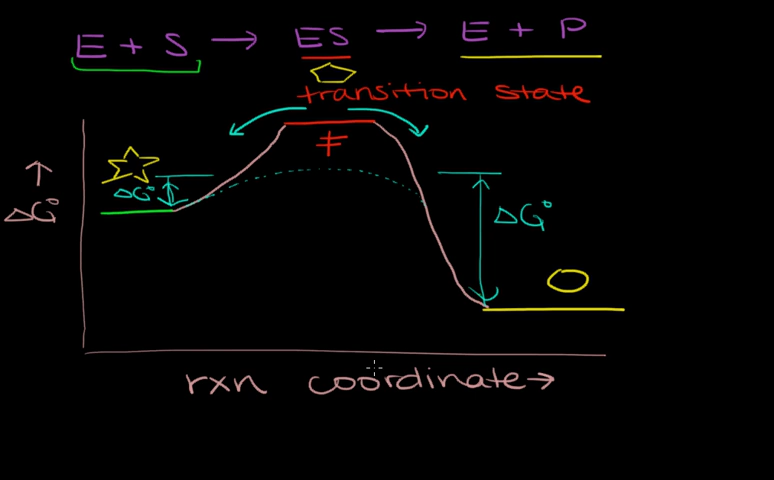 E + S → ES → E + P
transition state
≠
ΔG° ΔG°
↑
ΔG°
rxn coordinate→